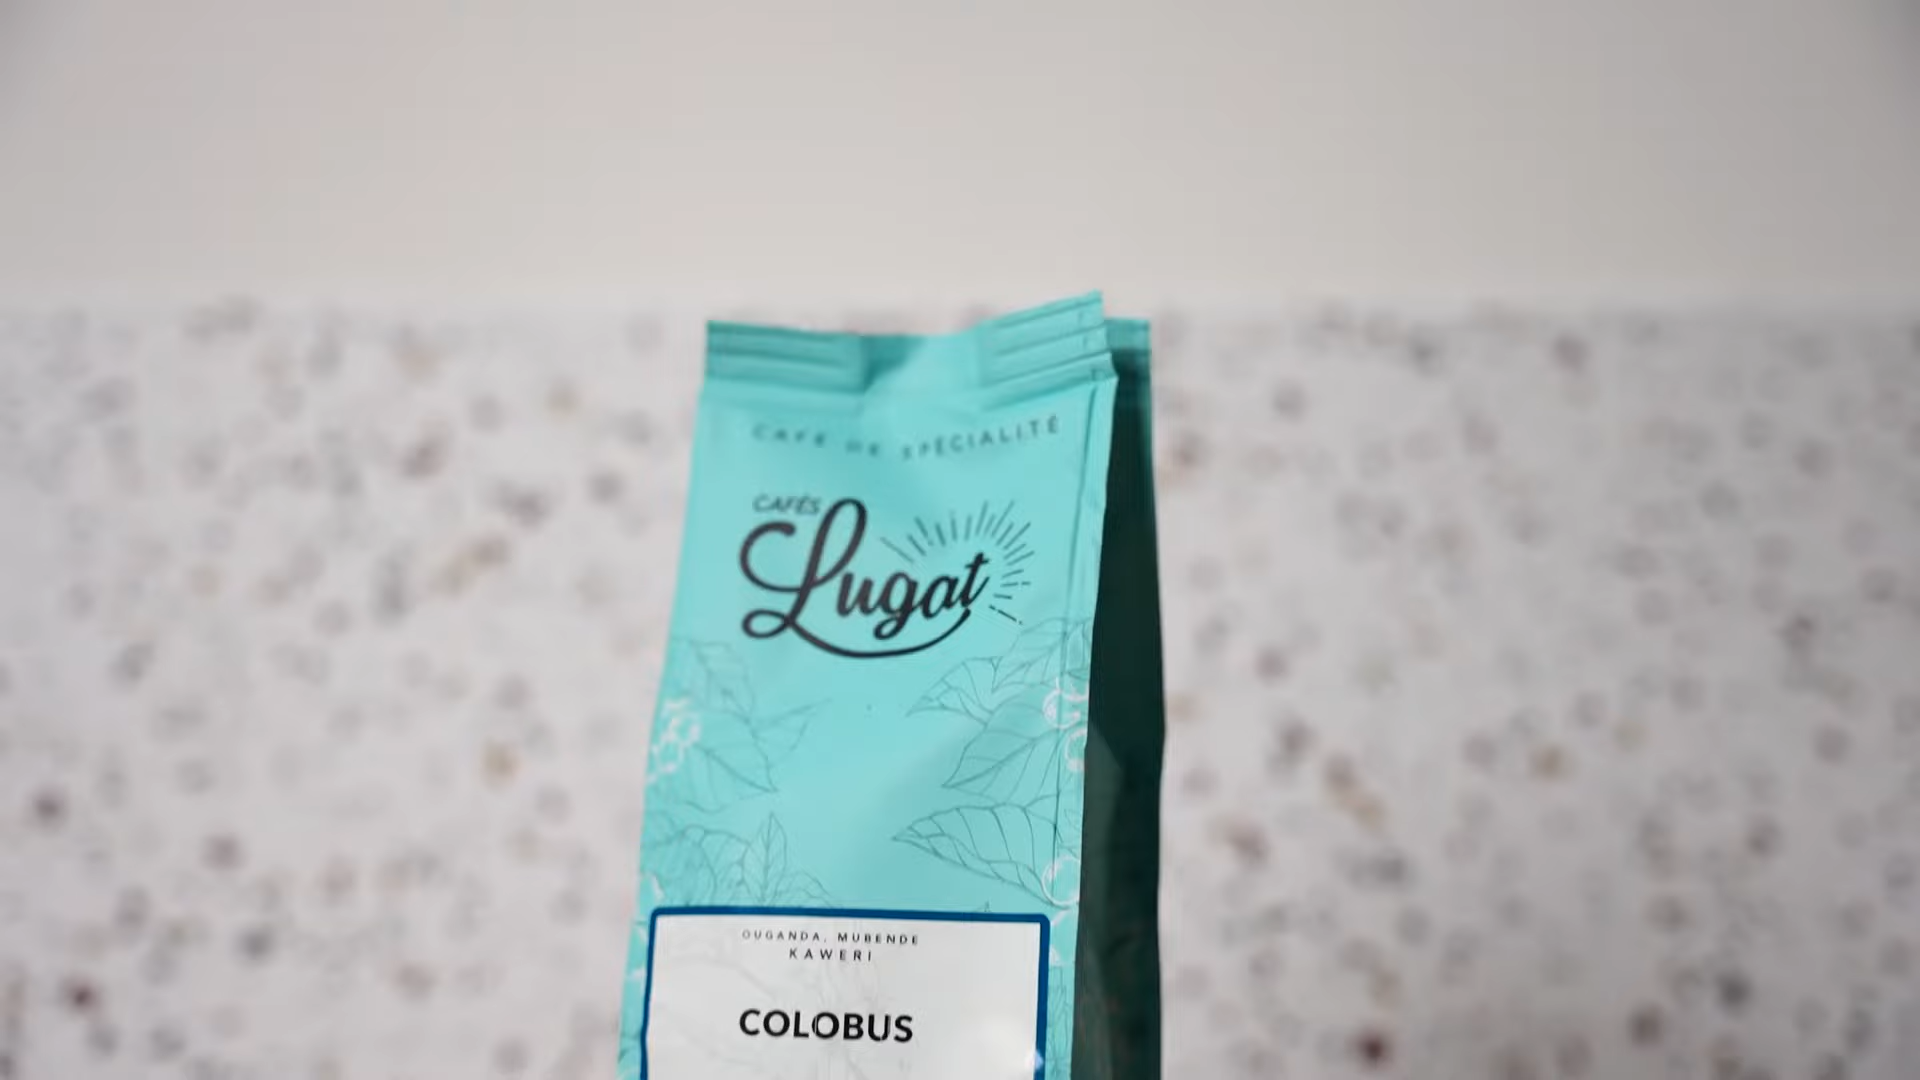 CAFÉ DE SPÉCIALITÉ
CAFÉS
Lugat
OUGANDA, MUBENDE
KAWERI
COLOBUS